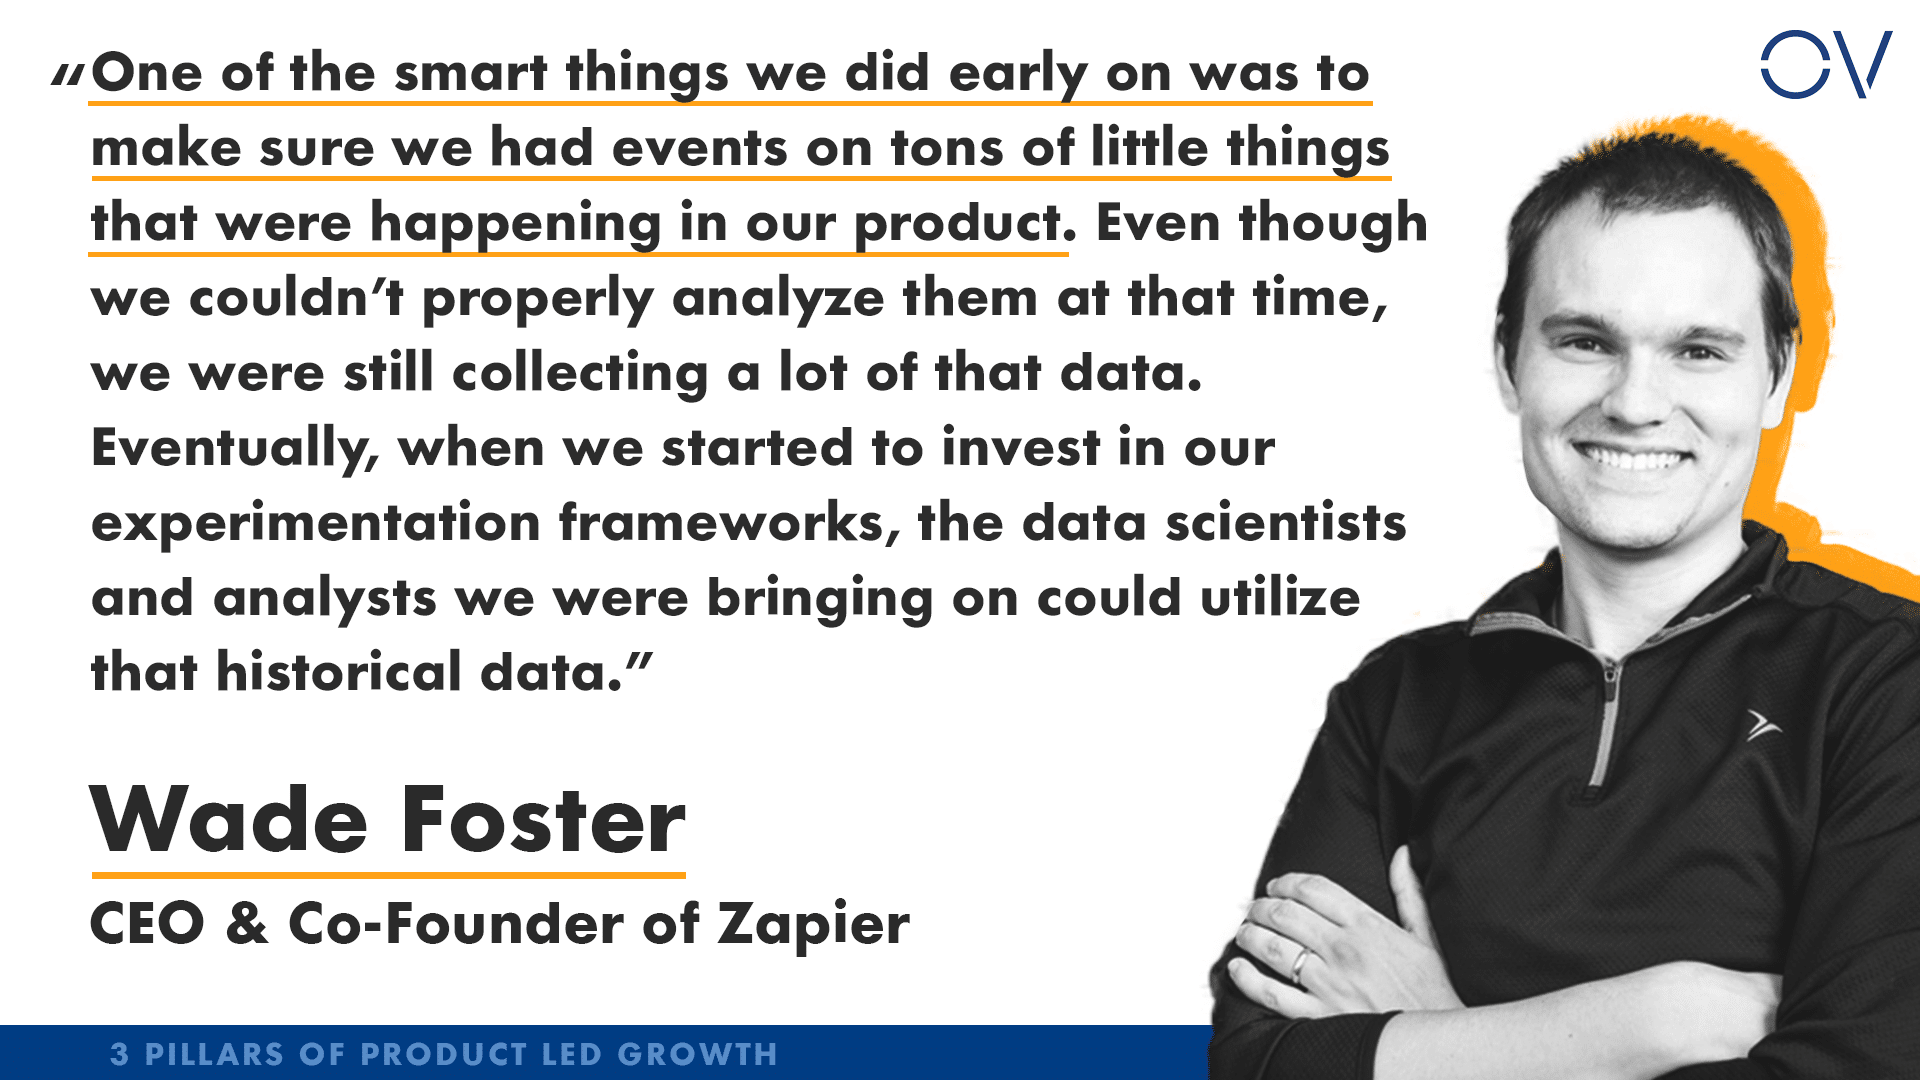 “One of the smart things we did early on was to
make sure we had events on tons of little things
that were happening in our product. Even though
we couldn’t properly analyze them at that time,
we were still collecting a lot of that data.
Eventually, when we started to invest in our
experimentation frameworks, the data scientists
and analysts we were bringing on could utilize
that historical data.”
Wade Foster
CEO & Co-Founder of Zapier
3 PILLARS OF PRODUCT LED GROWTH
OV